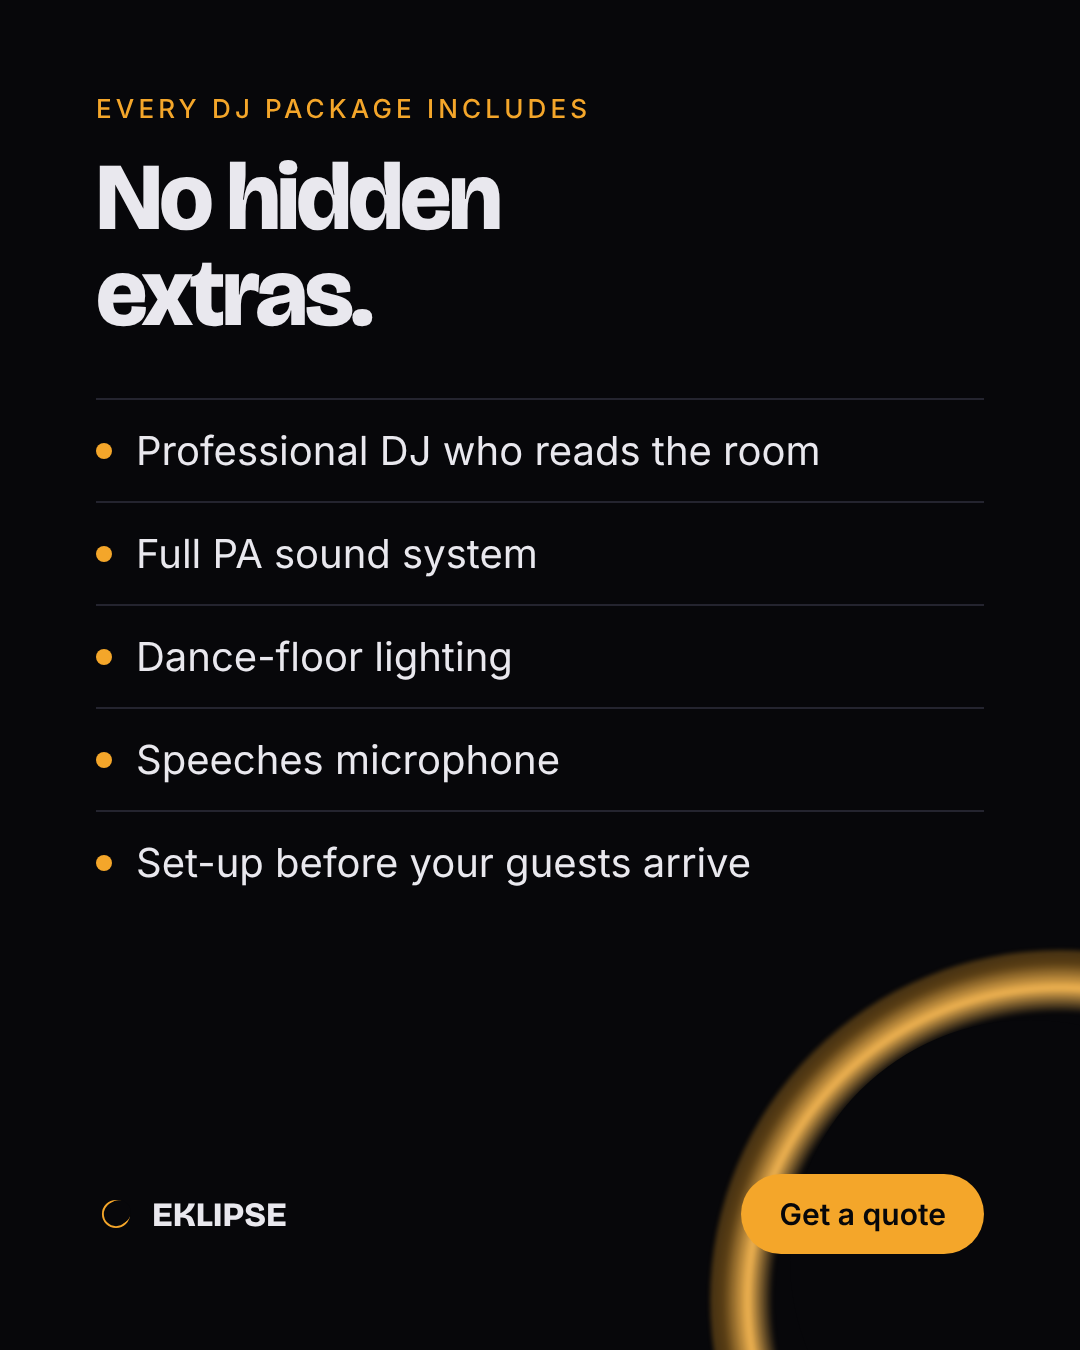 EVERY DJ PACKAGE INCLUDES
No hidden
extras.
Professional DJ who reads the room
Full PA sound system
Dance-floor lighting
Speeches microphone
Set-up before your guests arrive
EKLIPSE
Get a quote